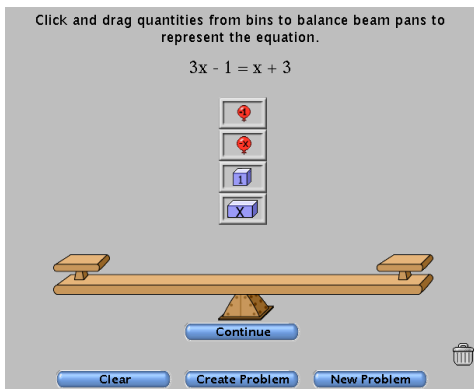 Click and drag quantities from bins to balance beam pans to
represent the equation.
3x - 1 = x + 3
-1
-X
1
X
Continue
Clear
Create Problem
New Problem